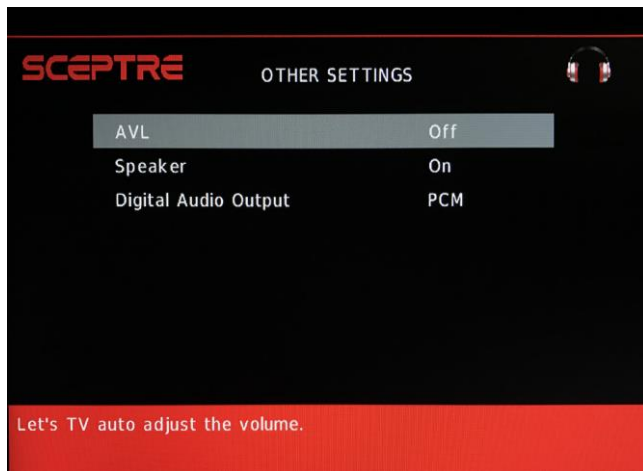 SCEPTRE
OTHER SETTINGS
AVL Off
Speaker On
Digital Audio Output PCM
Let's TV auto adjust the volume.